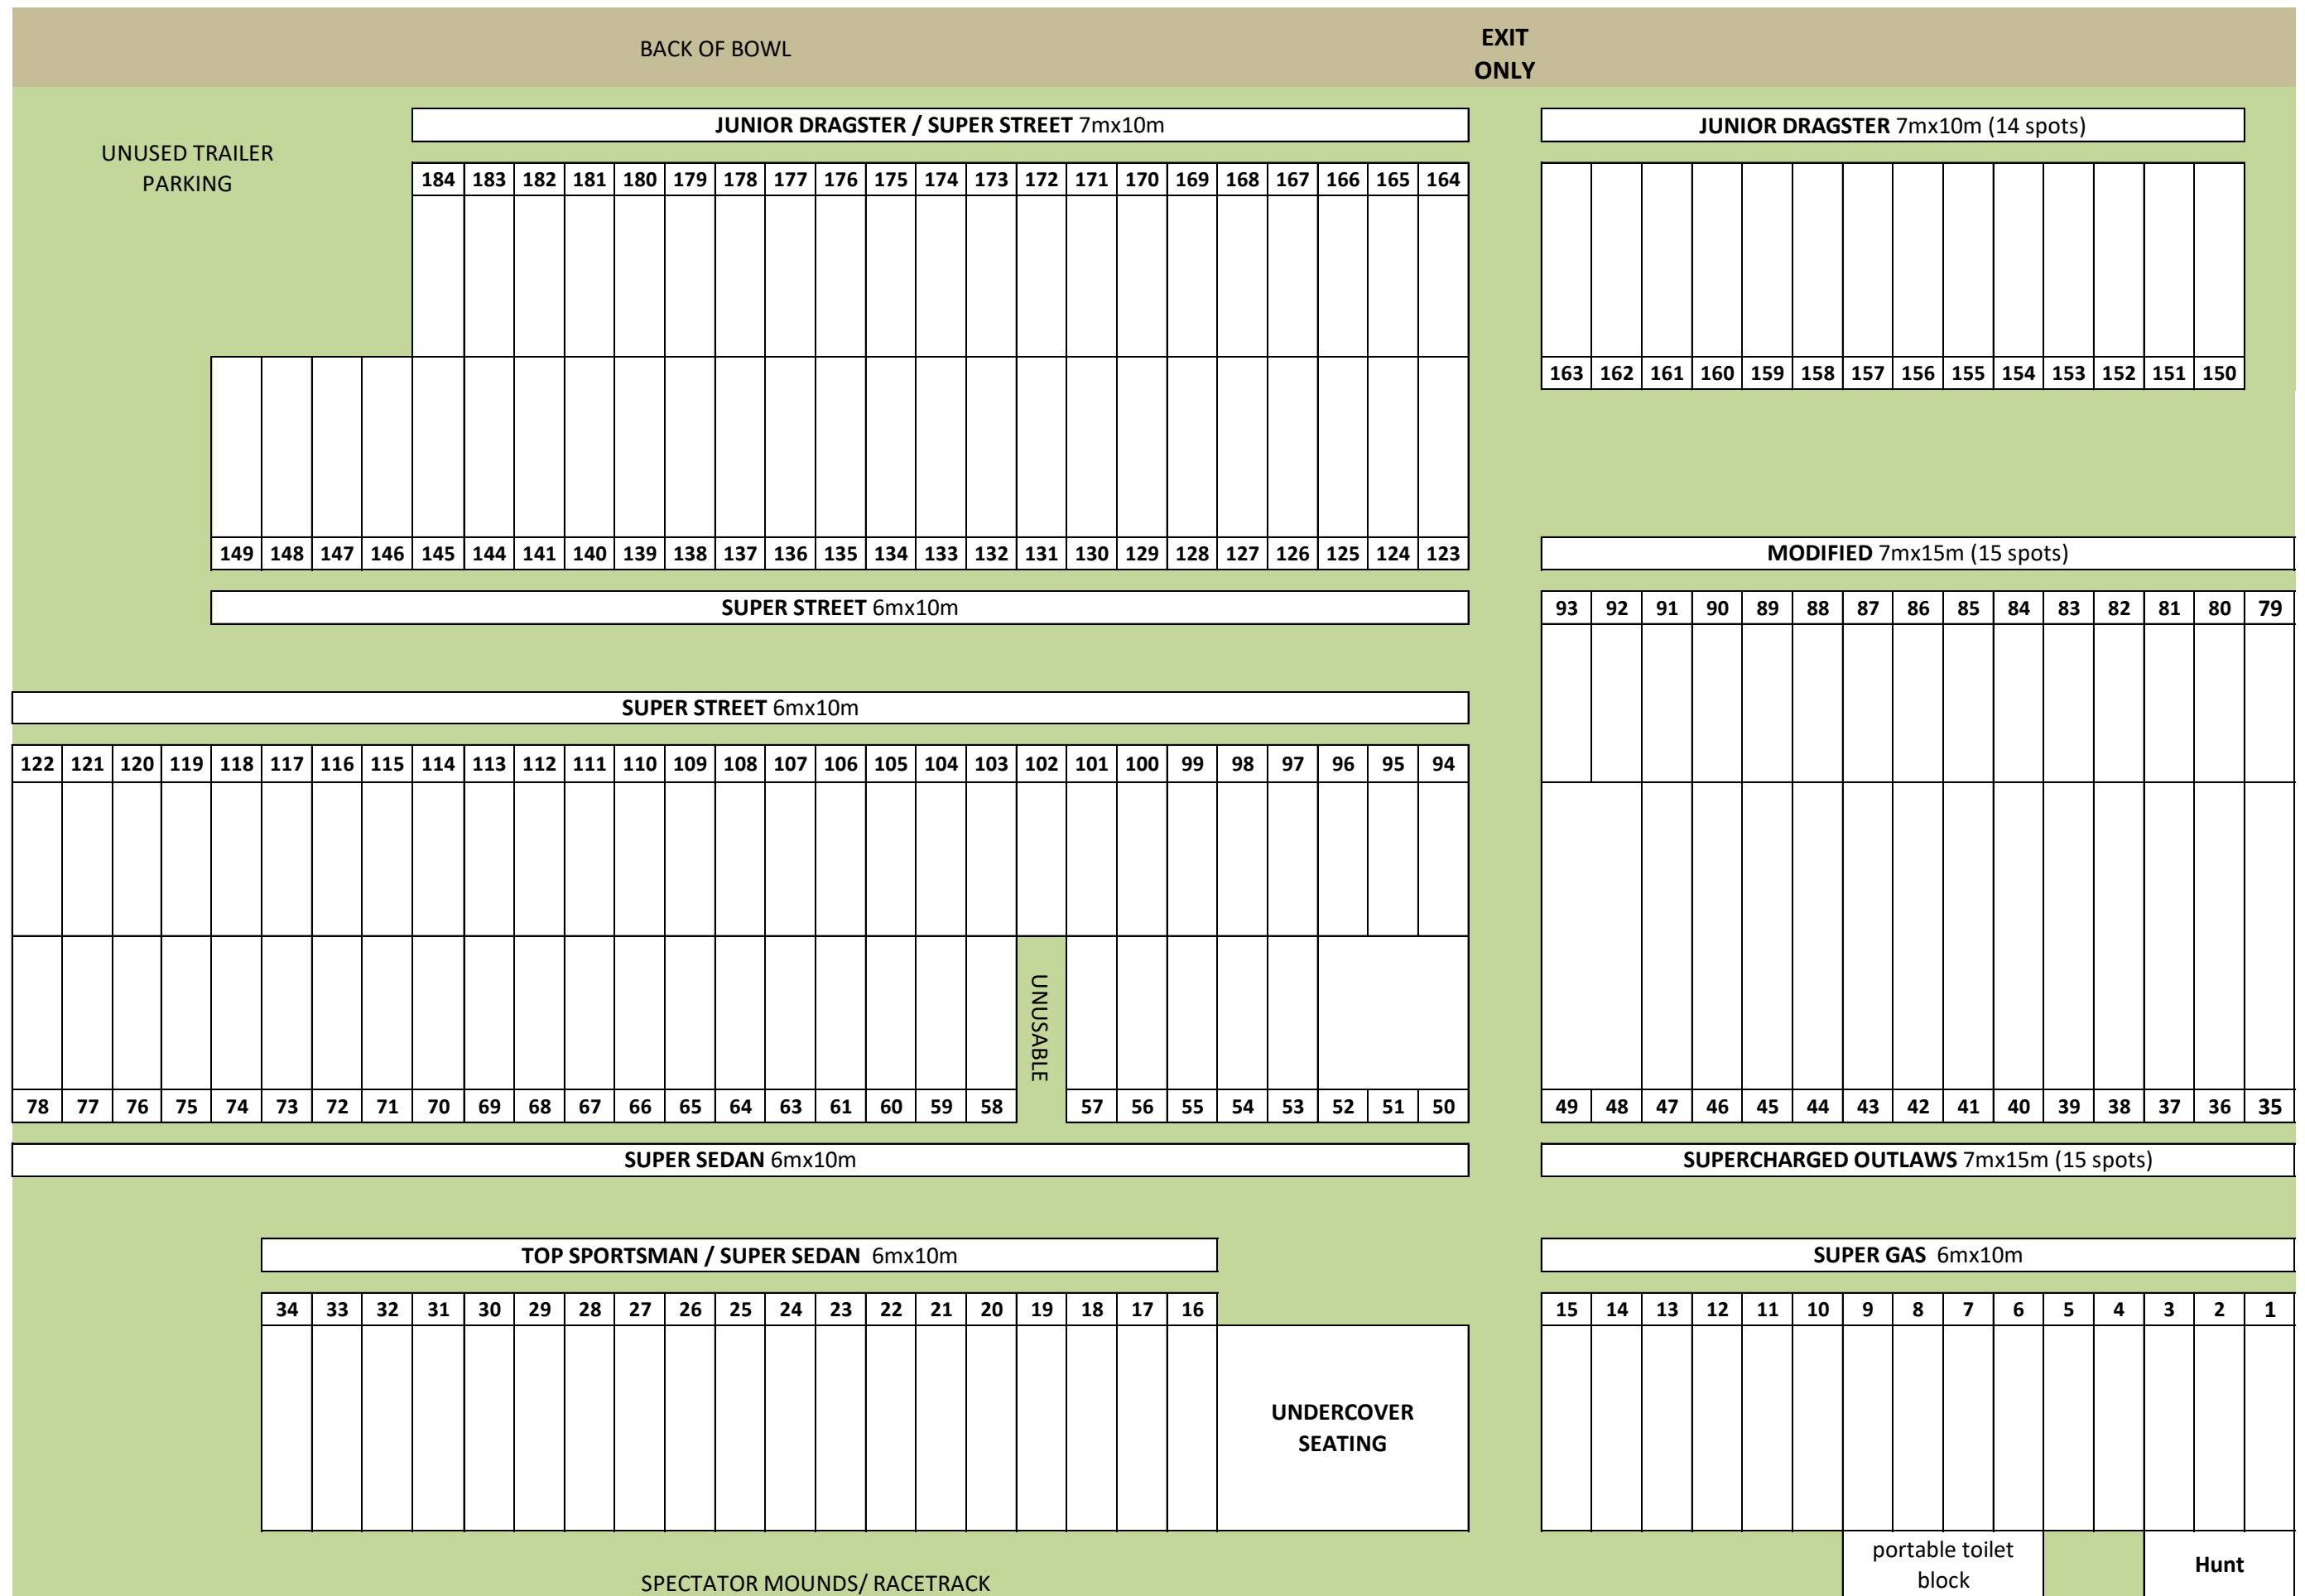 BACK OF BOWL
EXIT
ONLY
JUNIOR DRAGSTER / SUPER STREET 7mx10m
JUNIOR DRAGSTER 7mx10m (14 spots)
UNUSED TRAILER
PARKING
184 183 182 181 180 179 178 177 176 175 174 173 172 171 170 169 168 167 166 165 164
163 162 161 160 159 158 157 156 155 154 153 152 151 150
149 148 147 146 145 144 141 140 139 138 137 136 135 134 133 132 131 130 129 128 127 126 125 124 123
MODIFIED 7mx15m (15 spots)
SUPER STREET 6mx10m
93 92 91 90 89 88 87 86 85 84 83 82 81 80 79
SUPER STREET 6mx10m
122 121 120 119 118 117 116 115 114 113 112 111 110 109 108 107 106 105 104 103 102 101 100 99 98 97 96 95 94
UNUSABLE
78 77 76 75 74 73 72 71 70 69 68 67 66 65 64 63 61 60 59 58 57 56 55 54 53 52 51 50
49 48 47 46 45 44 43 42 41 40 39 38 37 36 35
SUPER SEDAN 6mx10m
SUPERCHARGED OUTLAWS 7mx15m (15 spots)
TOP SPORTSMAN / SUPER SEDAN 6mx10m
SUPER GAS 6mx10m
34 33 32 31 30 29 28 27 26 25 24 23 22 21 20 19 18 17 16
15 14 13 12 11 10 9 8 7 6 5 4 3 2 1
UNDERCOVER
SEATING
portable toilet
block
Hunt
SPECTATOR MOUNDS/ RACETRACK